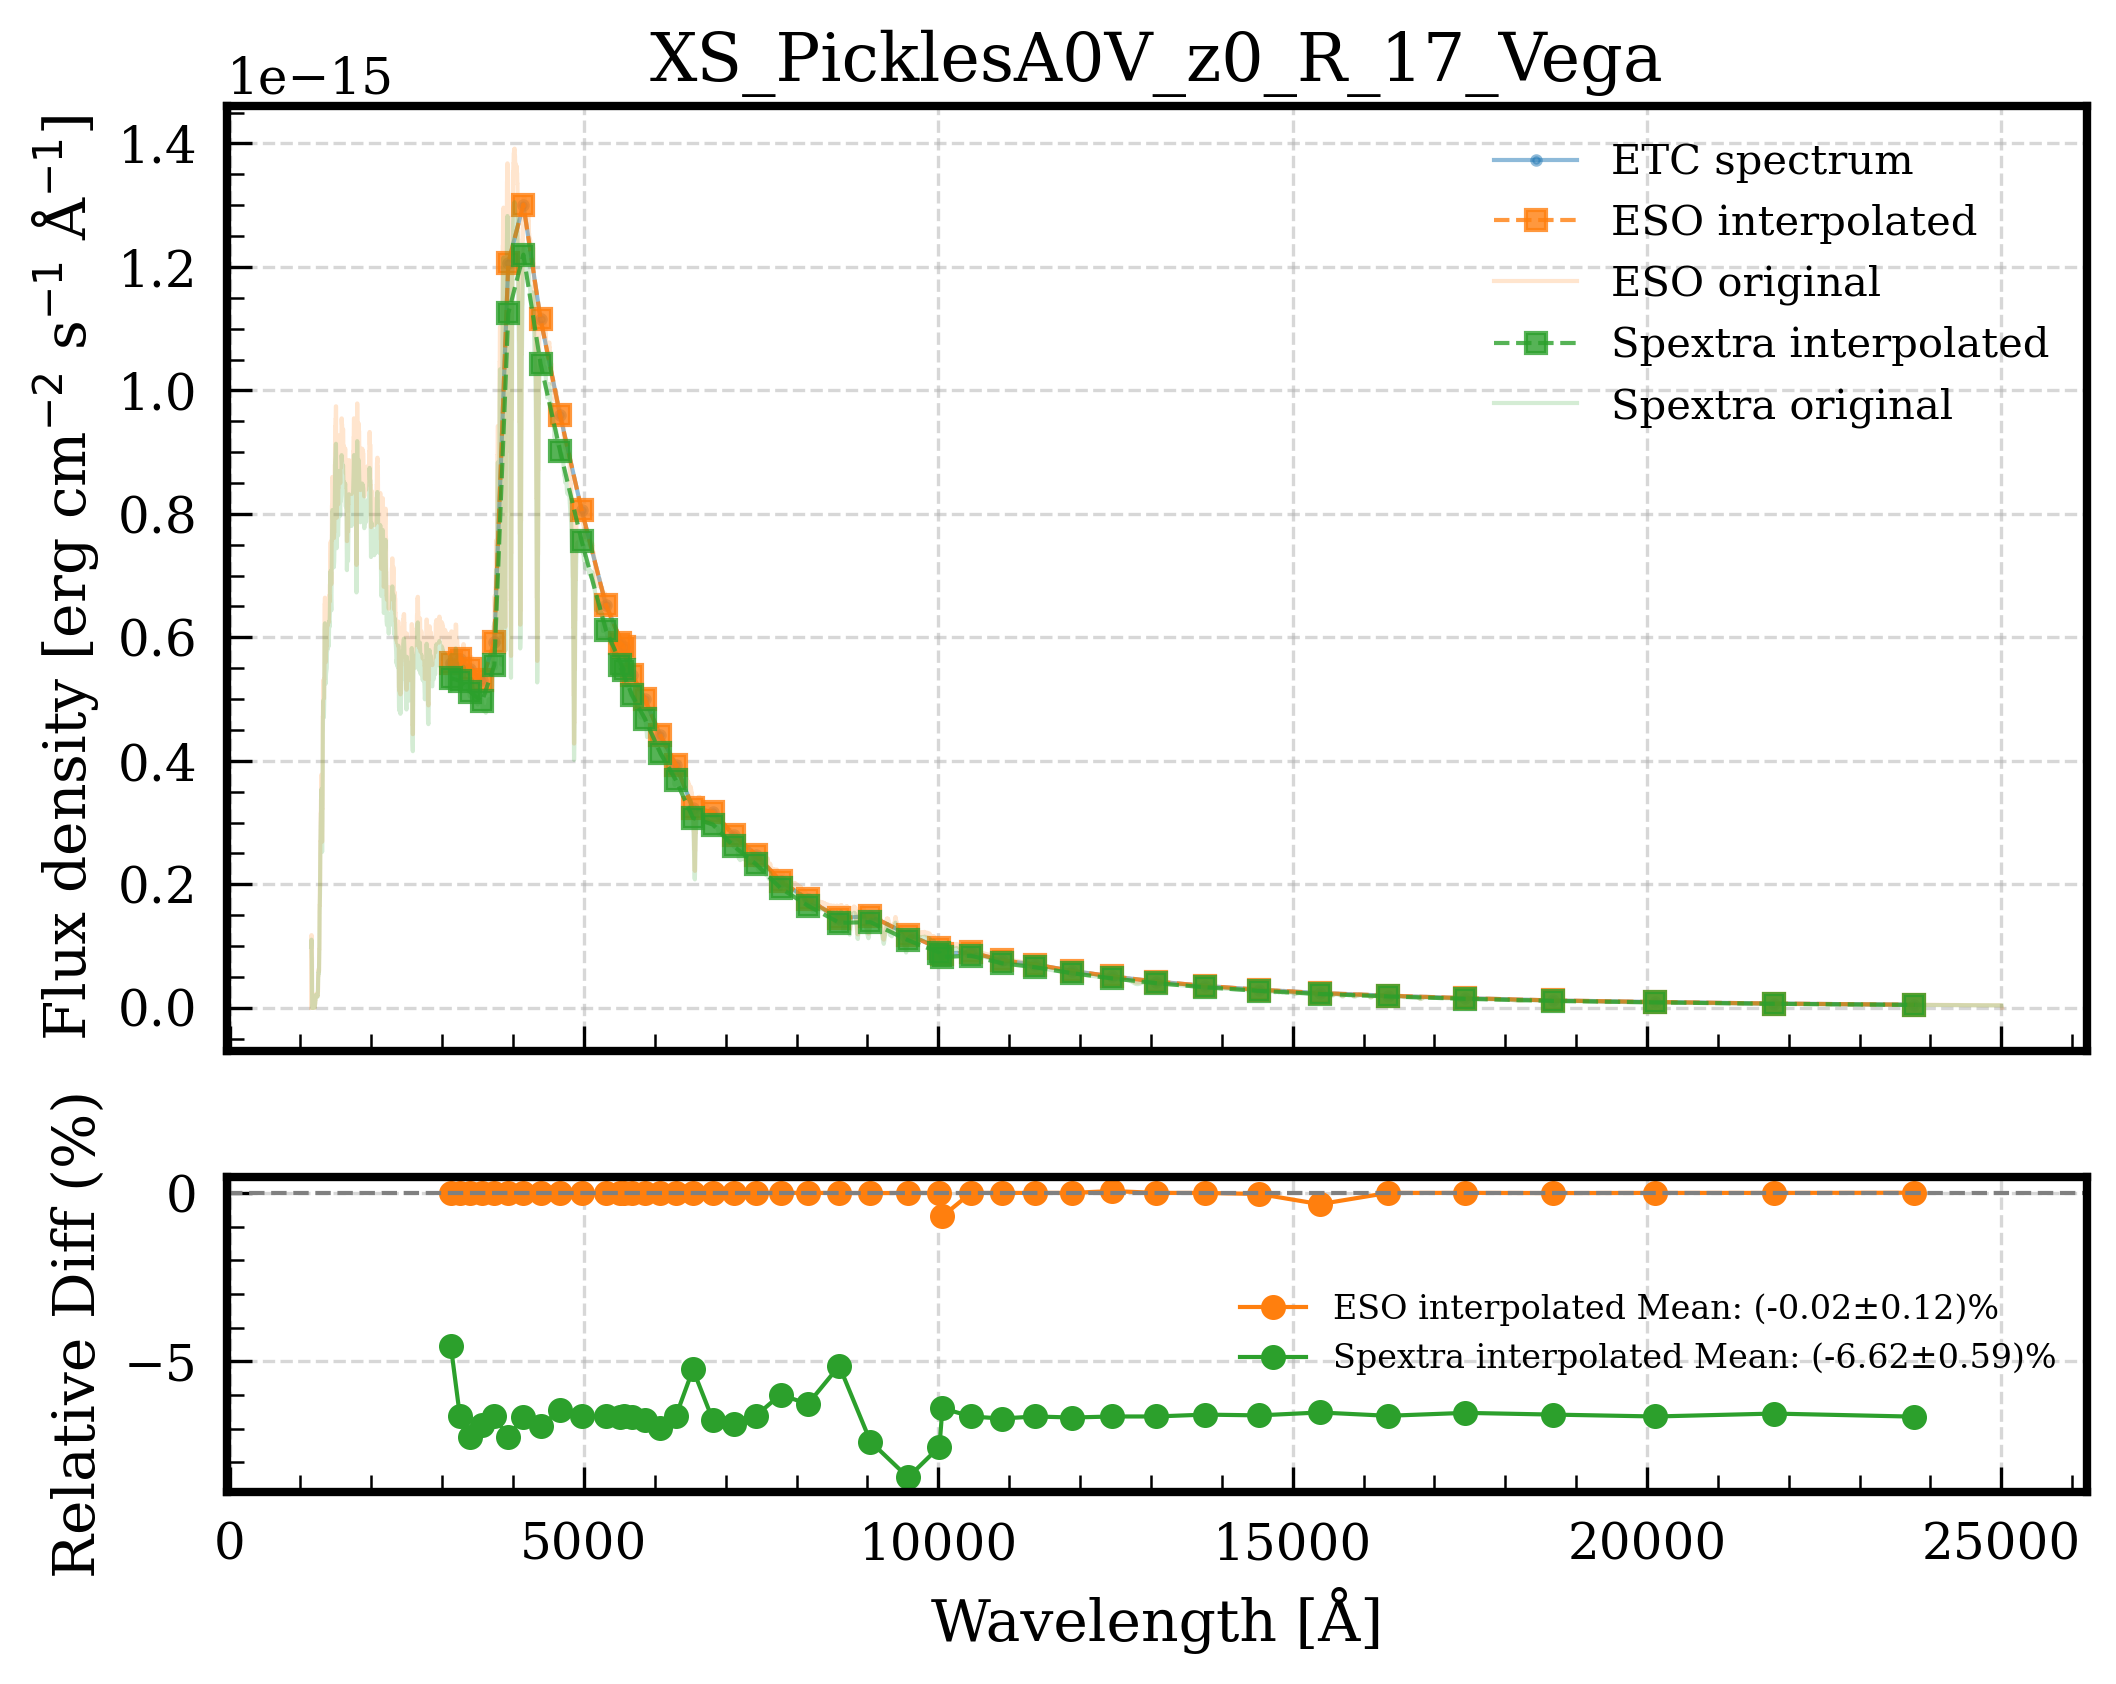 XS_PicklesA0V_z0_R_17_Vega
1e−15
Flux density [erg cm⁻² s⁻¹ Å⁻¹]
1.4
1.2
1.0
0.8
0.6
0.4
0.2
0.0
ETC spectrum
ESO interpolated
ESO original
Spextra interpolated
Spextra original
Relative Diff (%)
0
−5
ESO interpolated Mean: (-0.02±0.12)%
Spextra interpolated Mean: (-6.62±0.59)%
0 5000 10000 15000 20000 25000
Wavelength [Å]